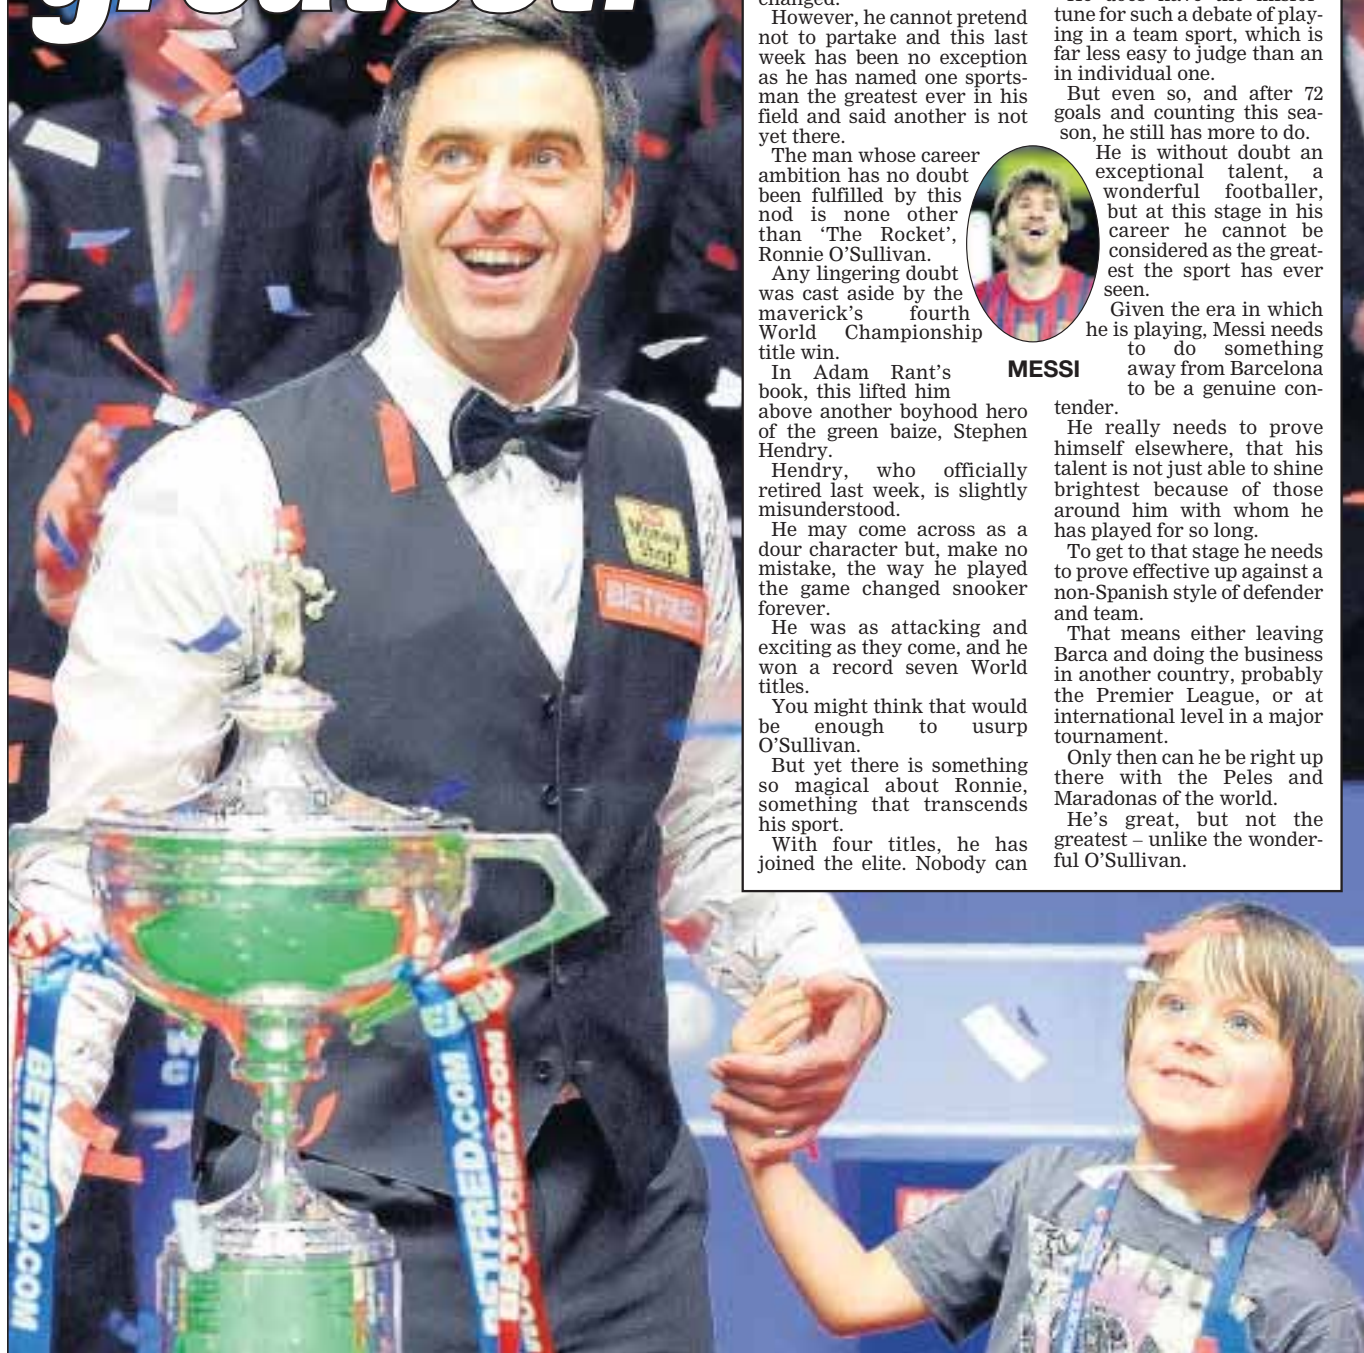 greatest!
changed.
However, he cannot pretend
not to partake and this last
week has been no exception
as he has named one sports-
man the greatest ever in his
field and said another is not
yet there.
The man whose career
ambition has no doubt
been fulfilled by this
nod is none other
than ‘The Rocket’,
Ronnie O’Sullivan.
Any lingering doubt
was cast aside by the
maverick’s fourth
World Championship
title win.
In Adam Rant’s
book, this lifted him
above another boyhood hero
of the green baize, Stephen
Hendry.
Hendry, who officially
retired last week, is slightly
misunderstood.
He may come across as a
dour character but, make no
mistake, the way he played
the game changed snooker
forever.
He was as attacking and
exciting as they come, and he
won a record seven World
titles.
You might think that would
be enough to usurp
O’Sullivan.
But yet there is something
so magical about Ronnie,
something that transcends
his sport.
With four titles, he has
joined the elite. Nobody can
tune for such a debate of play-
ing in a team sport, which is
far less easy to judge than an
in individual one.
But even so, and after 72
goals and counting this sea-
son, he still has more to do.
He is without doubt an
exceptional talent, a
wonderful footballer,
but at this stage in his
career he cannot be
considered as the great-
est the sport has ever
seen.
Given the era in which
he is playing, Messi needs
to do something
away from Barcelona
to be a genuine con-
tender.
He really needs to prove
himself elsewhere, that his
talent is not just able to shine
brightest because of those
around him with whom he
has played for so long.
To get to that stage he needs
to prove effective up against a
non-Spanish style of defender
and team.
That means either leaving
Barca and doing the business
in another country, probably
the Premier League, or at
international level in a major
tournament.
Only then can he be right up
there with the Peles and
Maradonas of the world.
He’s great, but not the
greatest – unlike the wonder-
ful O’Sullivan.
MESSI
Money
Shop
BETFRED
BETFRED.COM
BETFRED.COM
BETFRED.COM